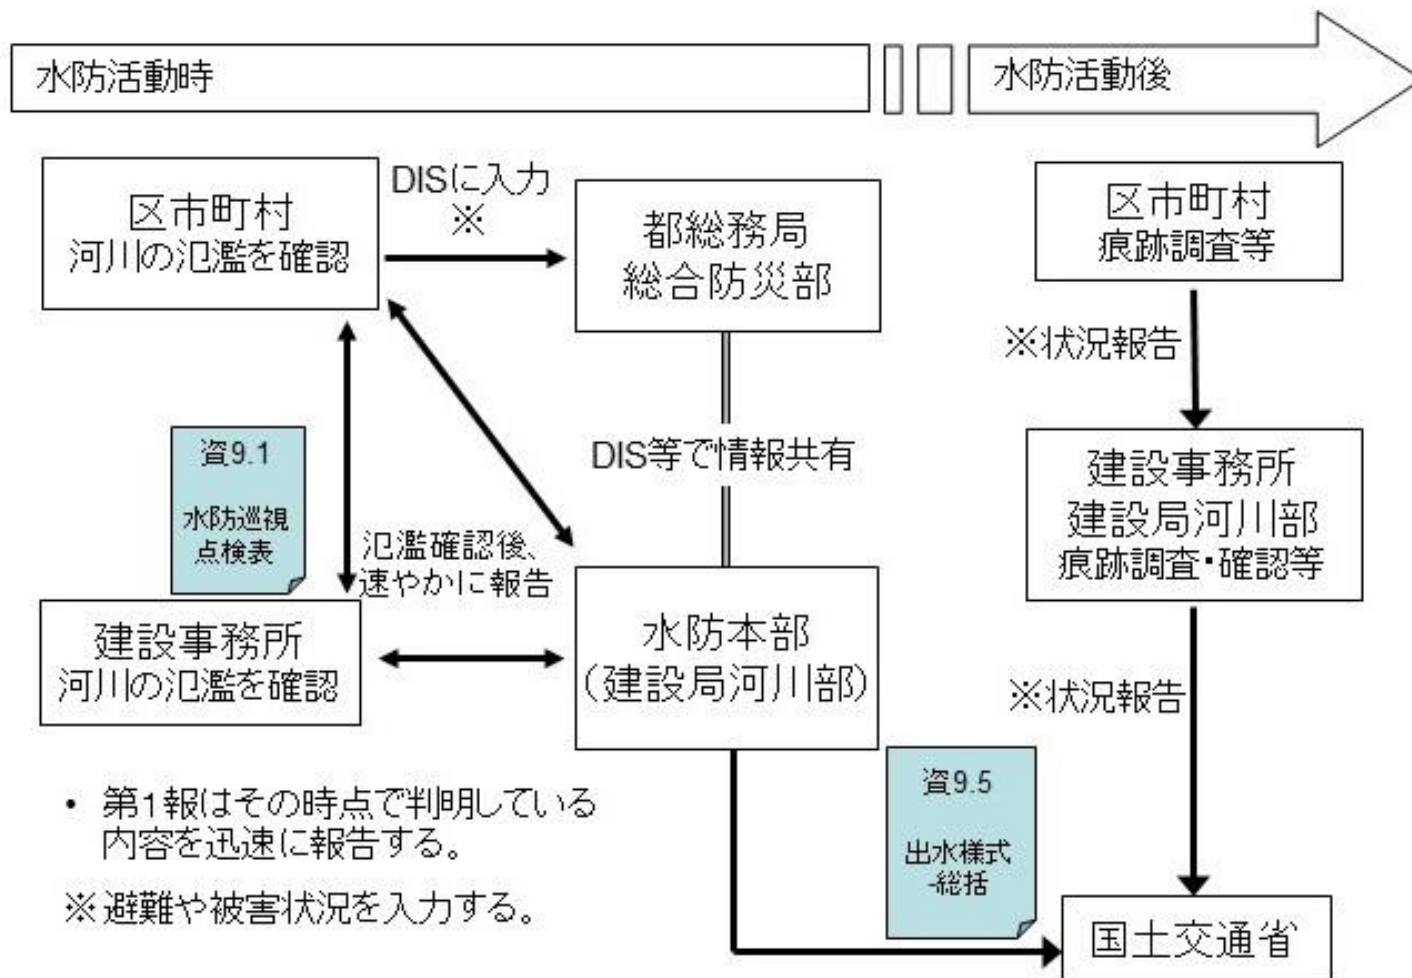 水防活動時
水防活動後
区市町村
河川の氾濫を確認
DISに入力
※
都総務局
総合防災部
区市町村
痕跡調査等
※状況報告
DIS等で情報共有
資9.1
水防巡視
点検表
氾濫確認後、
速やかに報告
建設事務所
建設局河川部
痕跡調査・確認等
建設事務所
河川の氾濫を確認
水防本部
(建設局河川部)
※状況報告
資9.5
出水様式
-総括
国土交通省
・ 第1報はその時点で判明している
内容を迅速に報告する。
※避難や被害状況を入力する。